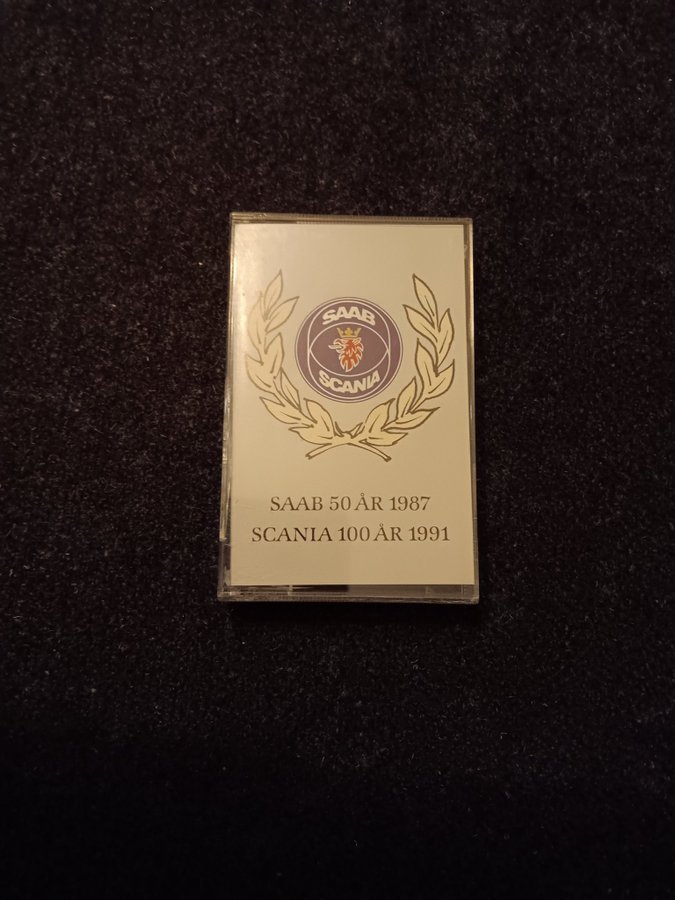 SAAB
SCANIA
SAAB 50 ÅR 1987
SCANIA 100 ÅR 1991